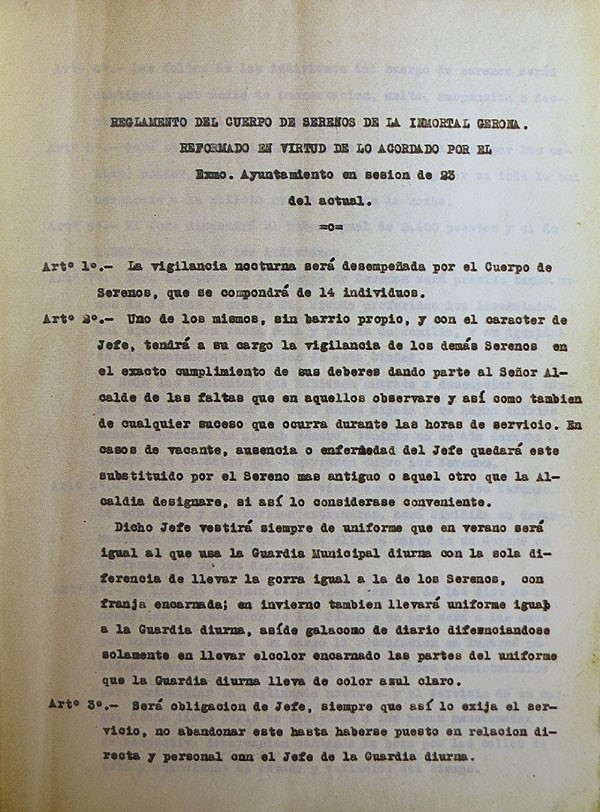 REGLAMENTO DEL CUERPO DE SERENOS DE LA INMORTAL GERONA.
REFORMADO EN VIRTUD DE LO ACORDADO POR EL
Exmo. Ayuntamiento en sesion de 23
del actual.
=o=
Artº 1º.- La vigilancia nocturna será desempeñada por el Cuerpo de
Serenos, que se compondrá de 14 individuos.
Artº 2º.- Uno de los mismos, sin barrio propio, y con el caracter de
Jefe, tendrá a su cargo la vigilancia de los demás Serenos en
el exacto cumplimiento de sus deberes dando parte al Señor Al-
calde de las faltas que en aquellos observare y así como tambien
de cualquier suceso que ocurra durante las horas de servicio. En
casos de vacante, ausencia o enfermedad del Jefe quedará este
substituido por el Sereno mas antiguo o aquel otro que la Al-
caldia designare, si así lo considerase conveniente.
Dicho Jefe vestirá siempre de uniforme que en verano será
igual al que usa la Guardia Municipal diurna con la sola di-
ferencia de llevar la gorra igual a la de los Serenos, con
franja encarnada; en invierno tambien llevará uniforme igual
a la Guardia diurna, asíde galacomo de diario difenciandose
solamente en llevar elcolor encarnado las partes del uniforme
que la Guardia diurna lleva de color azul claro.
Artº 3º.- Será obligacion de Jefe, siempre que así lo exija el ser-
vicio, no abandonar este hasta haberse puesto en relacion di-
recta y personal onn el Jefe de la Guardia diurna.